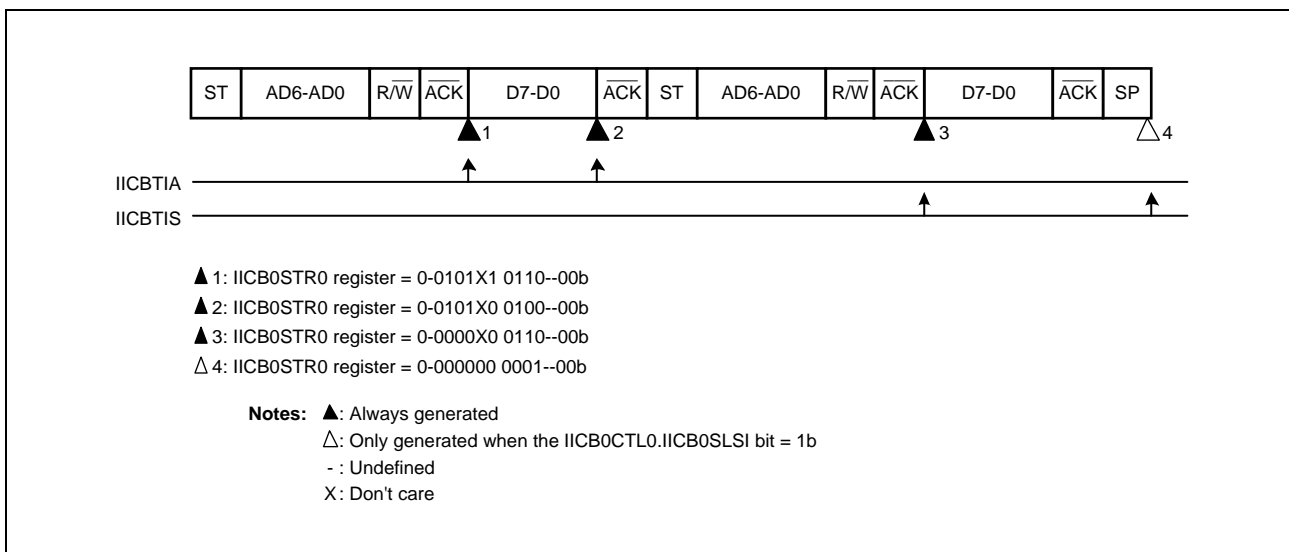 ST AD6-AD0 R/W ACK D7-D0 ACK ST AD6-AD0 R/W ACK D7-D0 ACK SP
▲1 ▲2 ▲3 △4
IICBTIA
IICBTIS
▲1: IICB0STR0 register = 0-0101X1 0110--00b
▲2: IICB0STR0 register = 0-0101X0 0100--00b
▲3: IICB0STR0 register = 0-0000X0 0110--00b
△4: IICB0STR0 register = 0-000000 0001--00b
Notes: ▲: Always generated
△: Only generated when the IICB0CTL0.IICB0SLSI bit = 1b
- : Undefined
X: Don't care